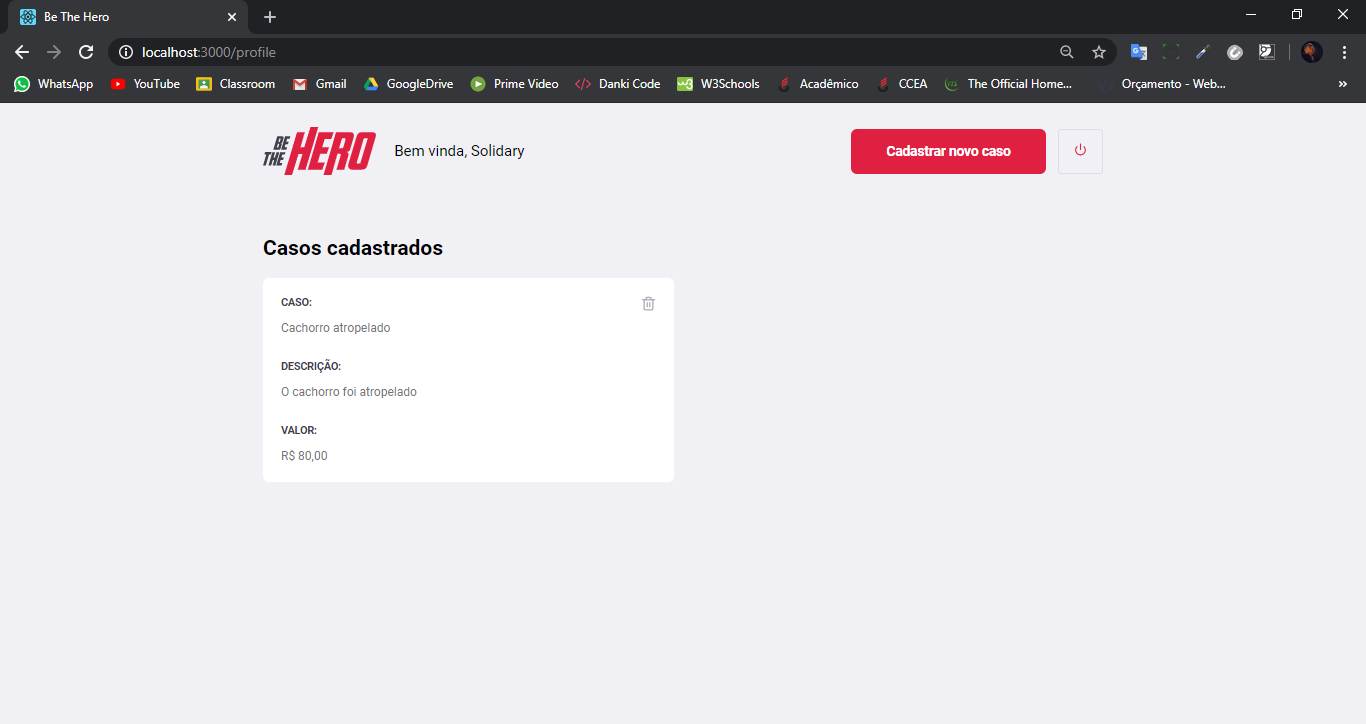 Be The Hero
localhost:3000/profile
WhatsApp YouTube Classroom Gmail GoogleDrive Prime Video Danki Code W3Schools Acadêmico CCEA The Official Home... Orçamento - Web... »
BE THE HERO Bem vinda, Solidary Cadastrar novo caso
Casos cadastrados
CASO:
Cachorro atropelado
DESCRIÇÃO:
O cachorro foi atropelado
VALOR:
R$ 80,00